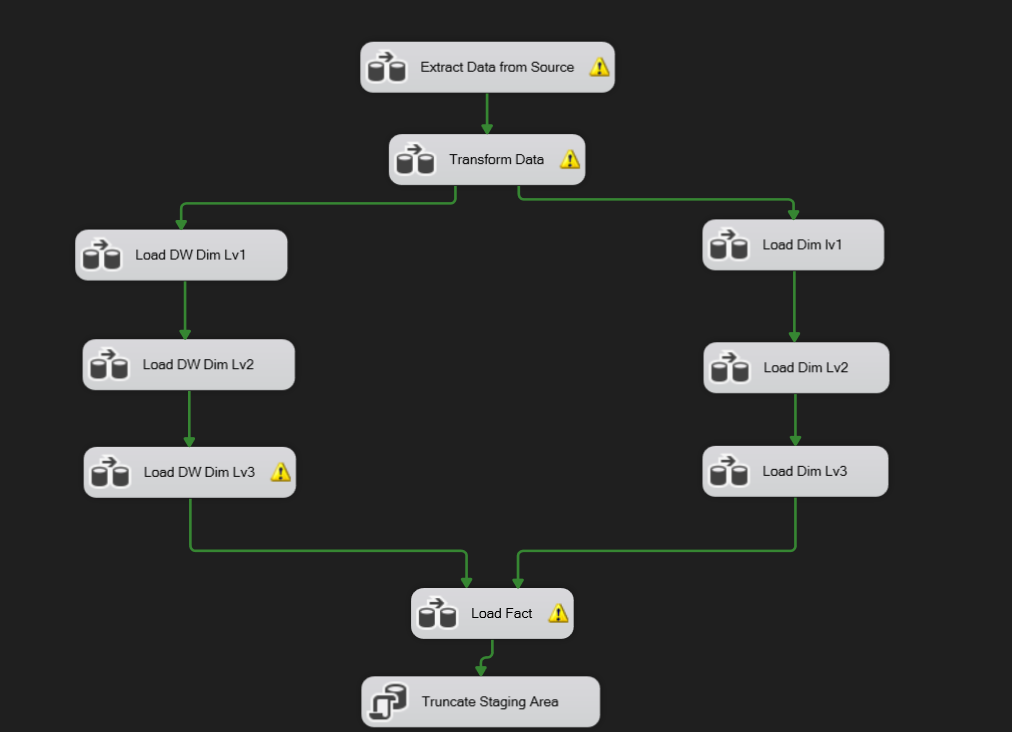 Extract Data from Source
Transform Data
Load DW Dim Lv1
Load Dim lv1
Load DW Dim Lv2
Load Dim Lv2
Load DW Dim Lv3
Load Dim Lv3
Load Fact
Truncate Staging Area